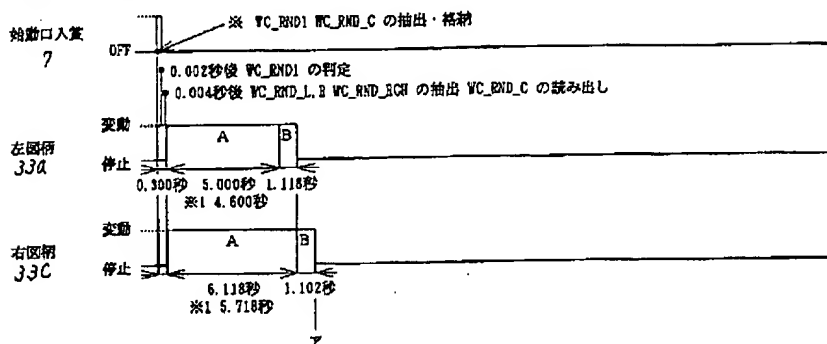 始動口入賞
7
OFF
※ WC_RND1 WC_RND_C の抽出・格納
0.002秒後 WC_RND1 の判定
0.004秒後 WC_RND_L,R WC_RND_RCH の抽出 WC_RND_C の読み出し
左図柄
33a
変動
停止
A
B
0.300秒 5.000秒 1.118秒
※1 4.600秒
右図柄
33C
変動
停止
A
B
6.118秒 1.102秒
※1 5.718秒
ア